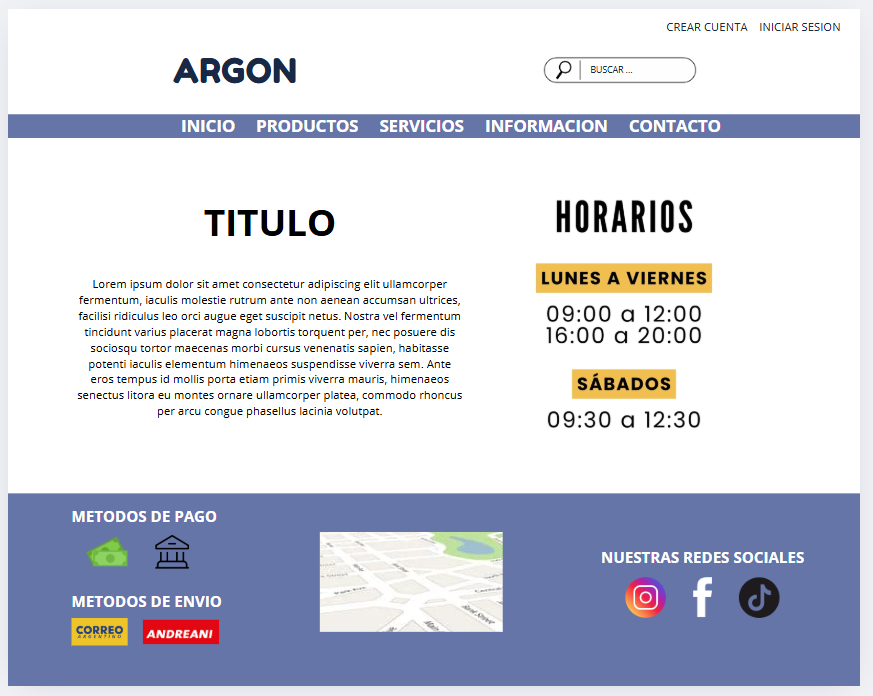 CREAR CUENTA INICIAR SESION
ARGON
BUSCAR ...
INICIO PRODUCTOS SERVICIOS INFORMACION CONTACTO
TITULO
Lorem ipsum dolor sit amet consectetur adipiscing elit ullamcorper
fermentum, iaculis molestie rutrum ante non aenean accumsan ultrices,
facilisi ridiculus leo orci augue eget suscipit netus. Nostra vel fermentum
tincidunt varius placerat magna lobortis torquent per, nec posuere dis
sociosqu tortor maecenas morbi cursus venenatis sapien, habitasse
potenti iaculis elementum himenaeos suspendisse viverra sem. Ante
eros tempus id mollis porta etiam primis viverra mauris, himenaeos
senectus litora eu montes ornare ullamcorper platea, commodo rhoncus
per arcu congue phasellus lacinia volutpat.
HORARIOS
LUNES A VIERNES
09:00 a 12:00
16:00 a 20:00
SÁBADOS
09:30 a 12:30
METODOS DE PAGO
METODOS DE ENVIO
CORREO
ARGENTINO
ANDREANI
Main
NUESTRAS REDES SOCIALES